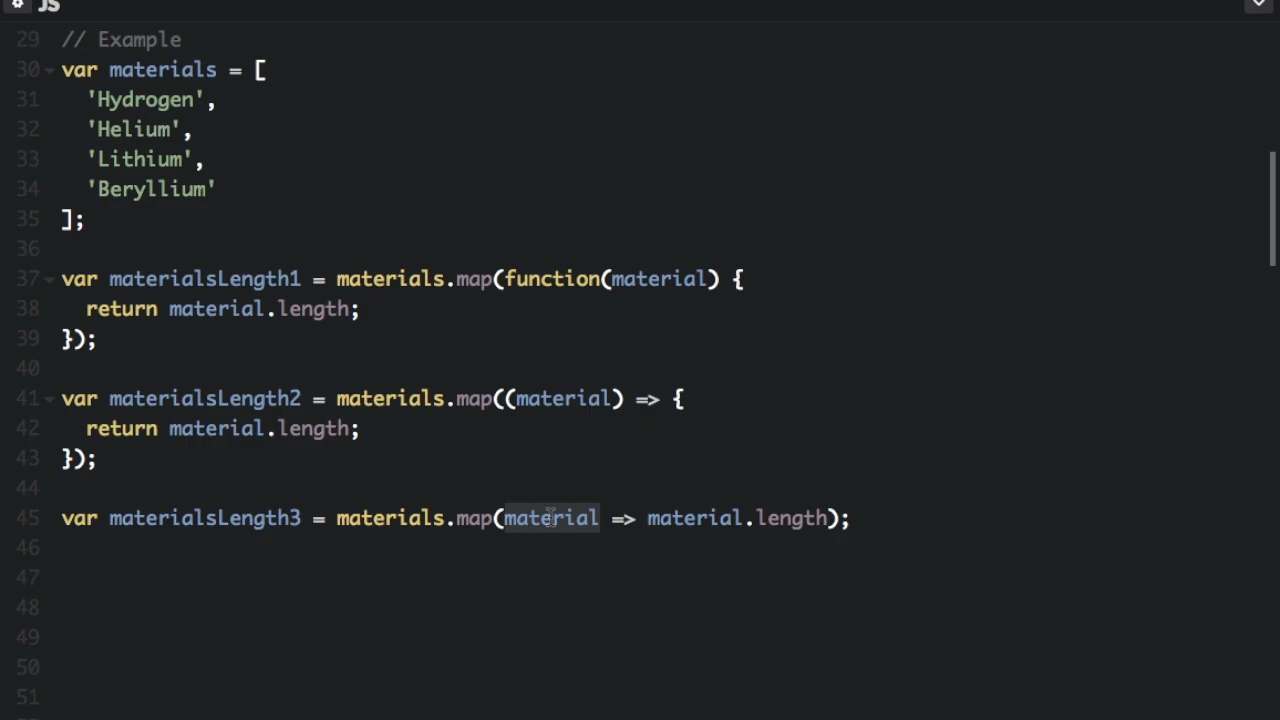 JS
29 // Example
30 var materials = [
31   'Hydrogen',
32   'Helium',
33   'Lithium',
34   'Beryllium'
35 ];
36
37 var materialsLength1 = materials.map(function(material) {
38   return material.length;
39 });
40
41 var materialsLength2 = materials.map((material) => {
42   return material.length;
43 });
44
45 var materialsLength3 = materials.map(material => material.length);
46
47
48
49
50
51